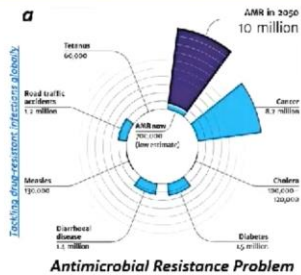 a
AMR in 2050
10 million
Tetanus
60,000
Road traffic
accidents
1.2 million
AMR now
700,000
(low estimate)
Cancer
8.2 million
Measles
130,000
Cholera
100,000–
120,000
Diarrhoeal
disease
1.4 million
Diabetes
1.5 million
Tackling drug-resistant infections globally
Antimicrobial Resistance Problem